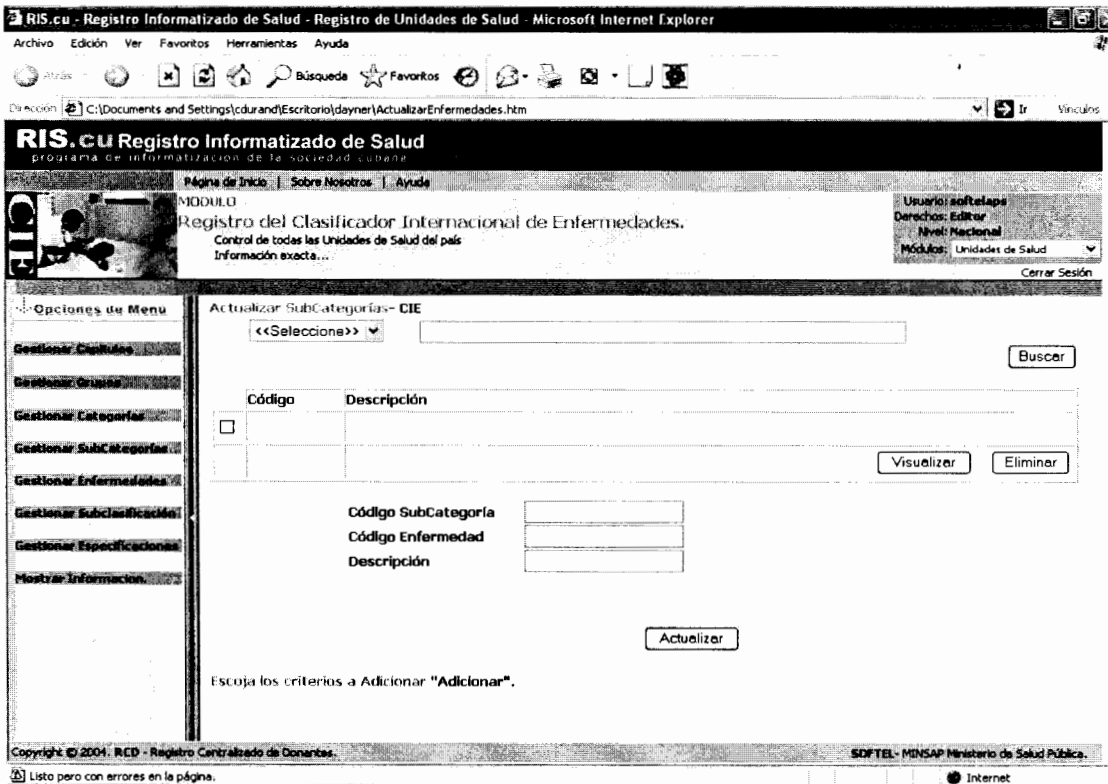 RIS.cu - Registro Informatizado de Salud - Registro de Unidades de Salud - Microsoft Internet Explorer
Archivo Edición Ver Favoritos Herramientas Ayuda
Atrás Búsqueda Favoritos
Dirección C:\Documents and Settings\cdurand\Escritorio\dayner\ActualizarEnfermedades.htm Ir Vínculos
RIS.cu Registro Informatizado de Salud
programa de informatización de la sociedad cubana
Página de Inicio | Sobre Nosotros | Ayuda
MODULO
Registro del Clasificador Internacional de Enfermedades.
Control de todas las Unidades de Salud del país
Información exacta...
Usuario: softelaps
Derechos: Editor
Nivel: Nacional
Módulos: Unidades de Salud
Cerrar Sesión
Opciones de Menu
Gestionar Capítulos
Gestionar Grupos
Gestionar Categorías
Gestionar SubCategorías
Gestionar Enfermedades
Gestionar Subclasificación
Gestionar Especificaciones
Mostrar Informacion.
Actualizar SubCategorías- CIE
<<Seleccione>>
Buscar
Código Descripción
Visualizar Eliminar
Código SubCategoría
Código Enfermedad
Descripción
Actualizar
Escoja los criterios a Adicionar "Adicionar".
Copyright © 2004. RCD - Registro Centralizado de Doneciones
SOFTEL- MINSAP Ministerio de Salud Pública.
Listo pero con errores en la página.
Internet